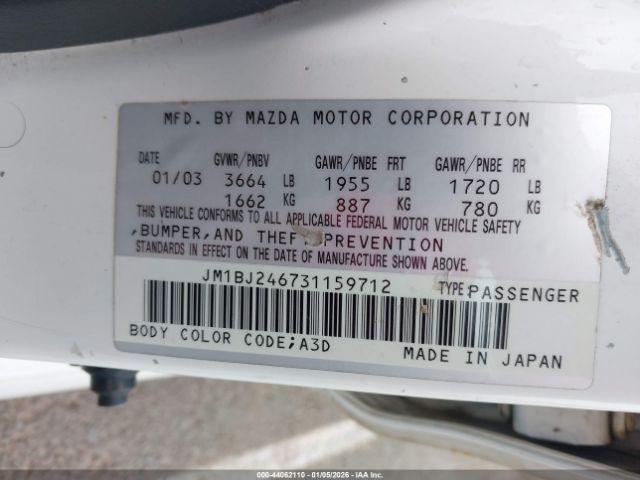 MFD. BY MAZDA MOTOR CORPORATION
DATE GVWR/PNBV GAWR/PNBE FRT GAWR/PNBE RR
01/03 3664 LB 1955 LB 1720 LB
1662 KG 887 KG 780 KG
THIS VEHICLE CONFORMS TO ALL APPLICABLE FEDERAL MOTOR VEHICLE SAFETY
,BUMPER,AND THEFT PREVENTION
STANDARDS IN EFFECT ON THE DATE OF MANUFACTURE SHOWN ABOVE.
JM1BJ246731159712 TYPE:PASSENGER
BODY COLOR CODE;A3D MADE IN JAPAN
000-44062110 - 01/05/2026 - IAA Inc.